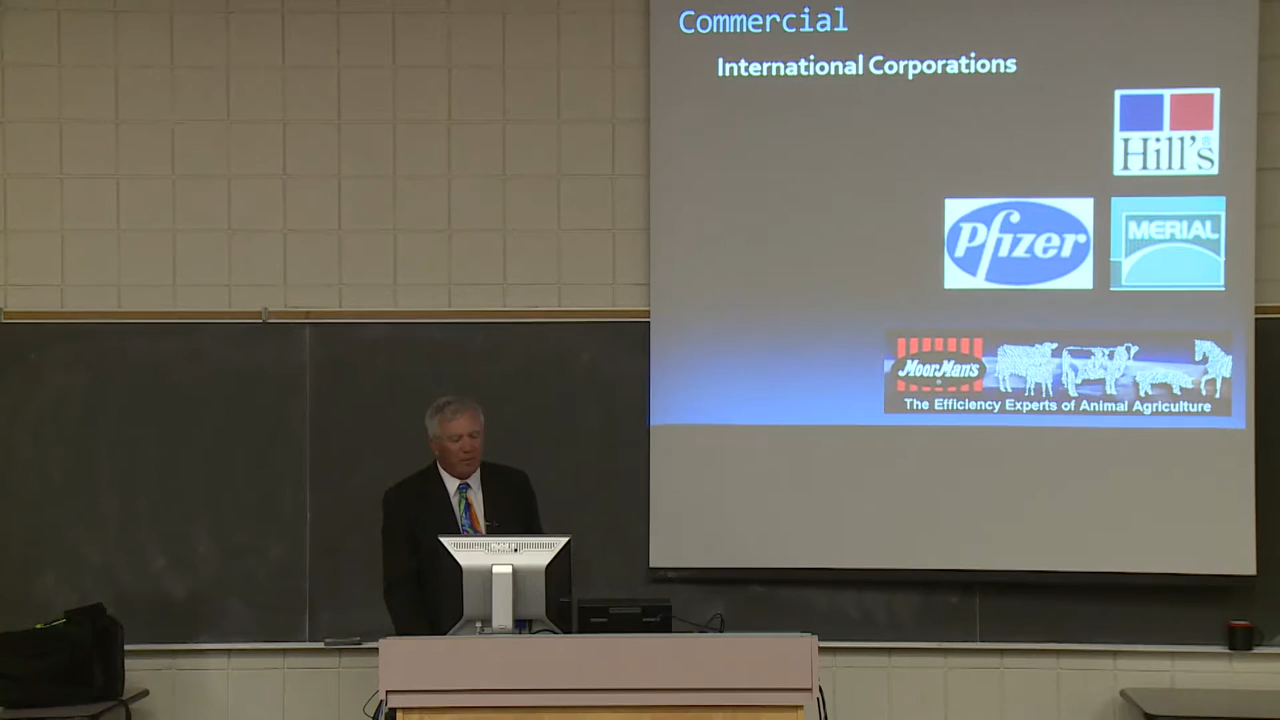 Commercial
International Corporations
Hill's
Pfizer
MERIAL
MoorMan's
The Efficiency Experts of Animal Agriculture